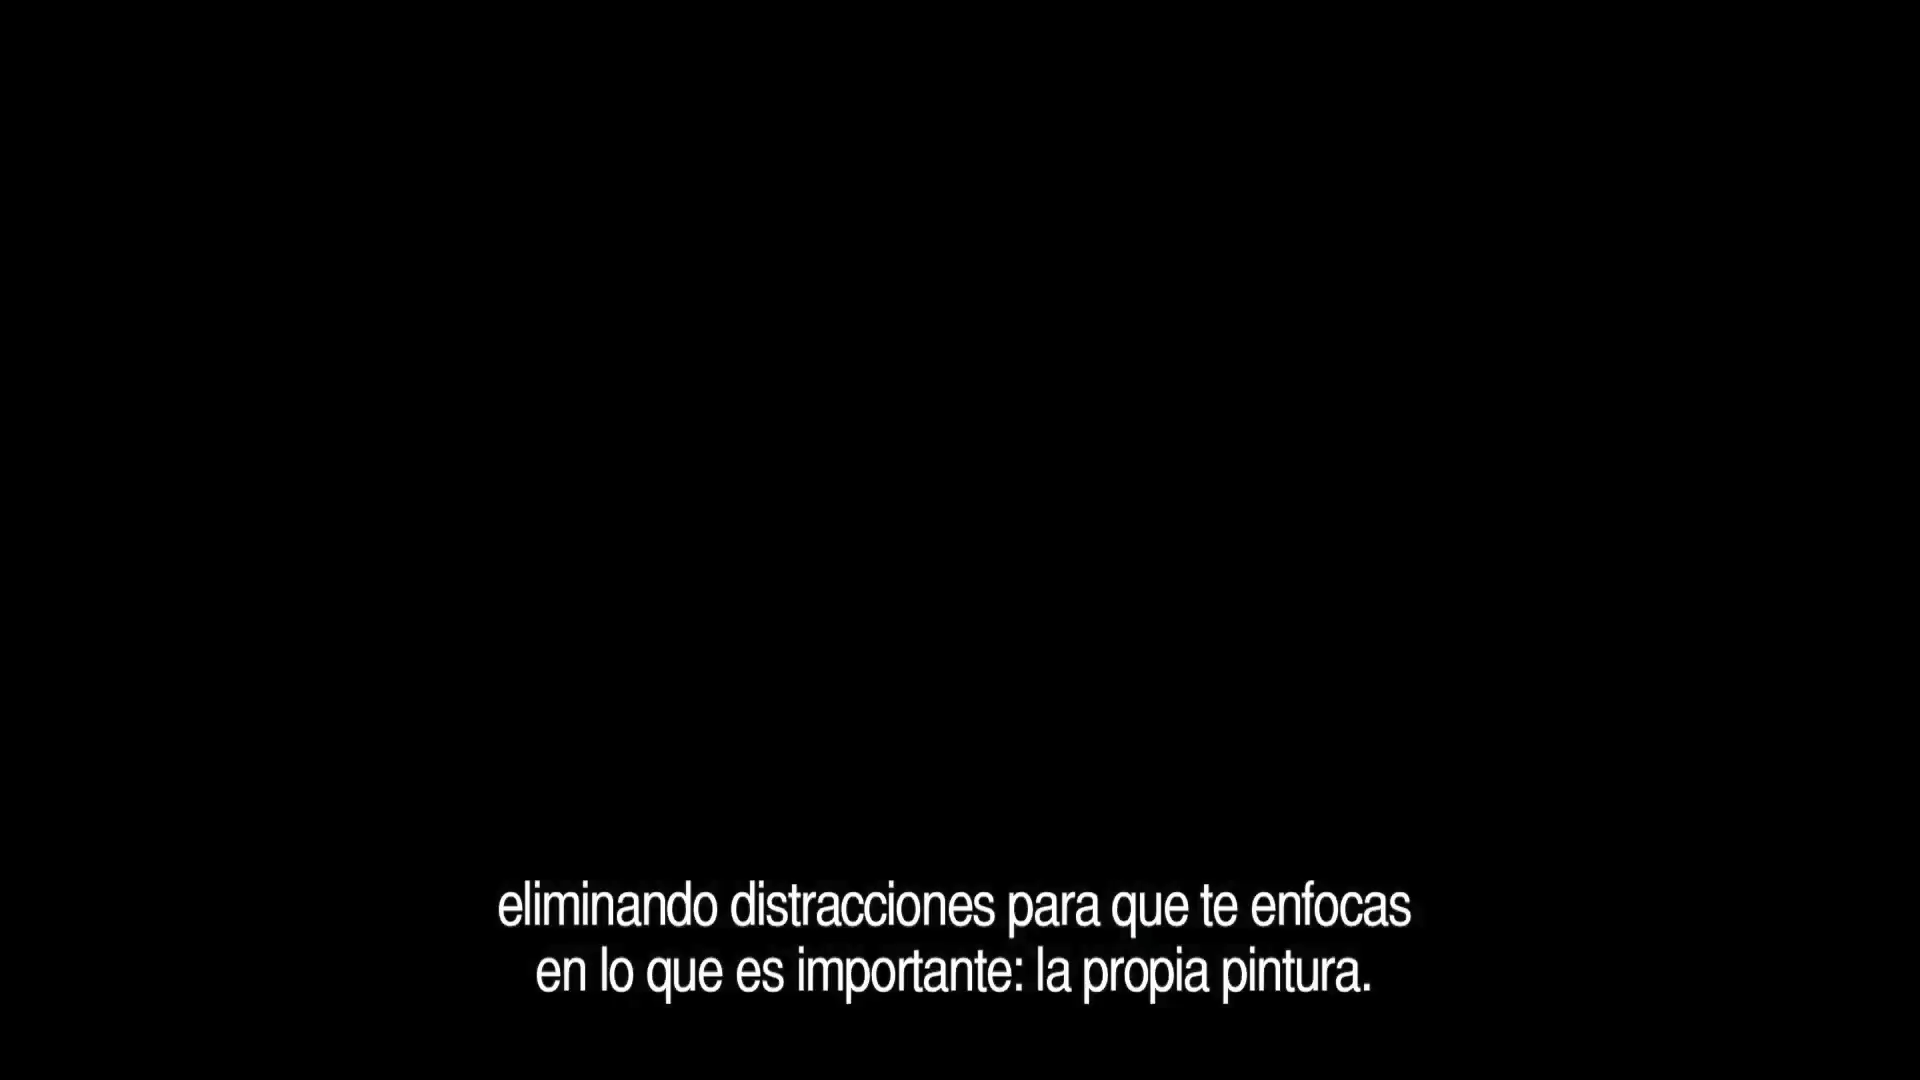 eliminando distracciones para que te enfocas
en lo que es importante: la propia pintura.